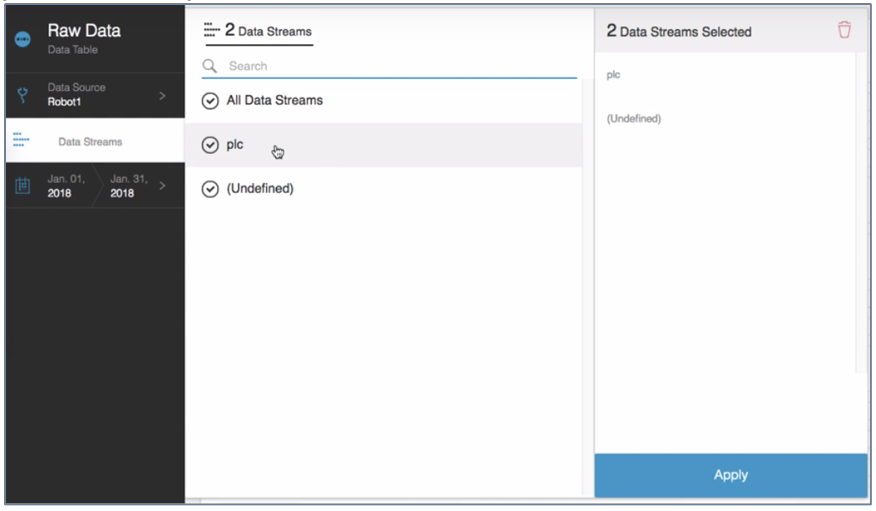 Raw Data
Data Table
Data Source
Robot1
Data Streams
Jan. 01, 2018
Jan. 31, 2018
2 Data Streams
Search
All Data Streams
plc
(Undefined)
2 Data Streams Selected
plc
(Undefined)
Apply